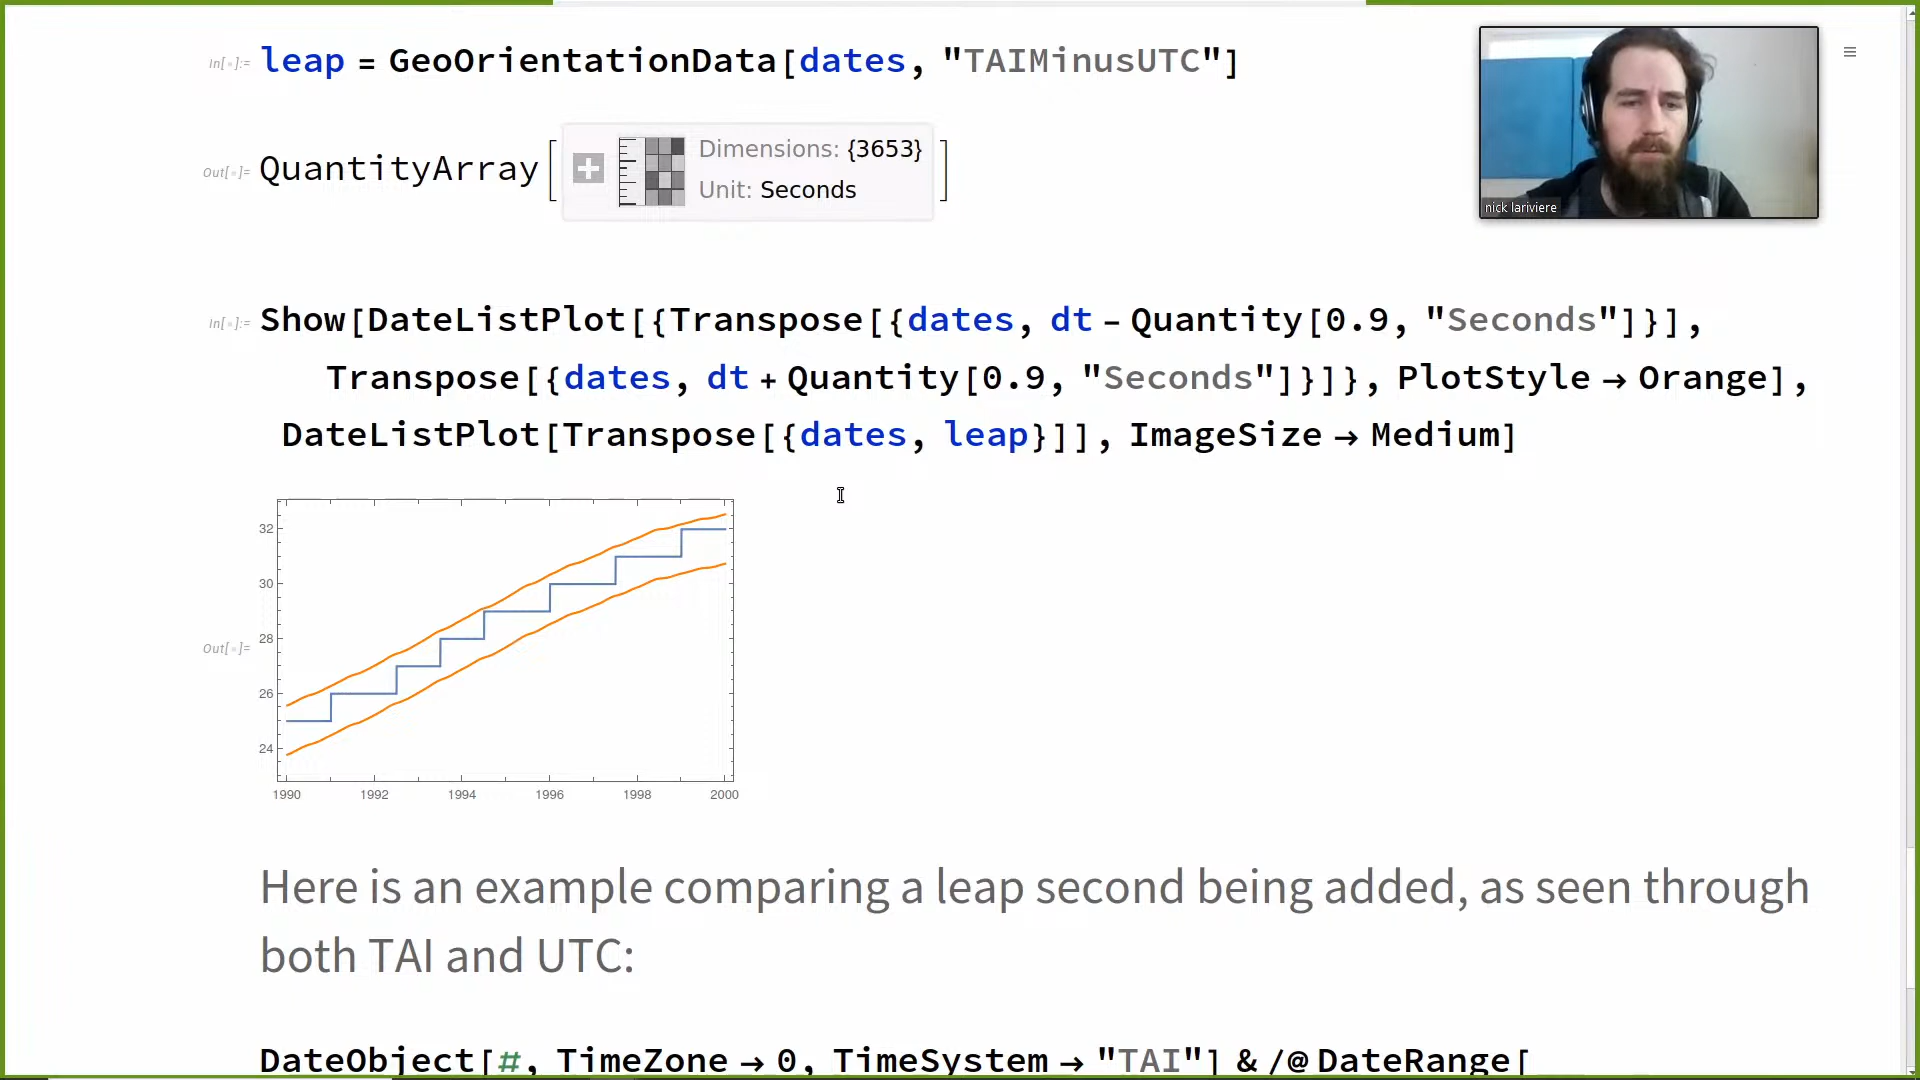 In[ ]:= leap = GeoOrientationData[dates, "TAIMinusUTC"]
Out[ ]= QuantityArray[ Dimensions: {3653}
Unit: Seconds ]
nick lariviere
In[ ]:= Show[DateListPlot[{Transpose[{dates, dt - Quantity[0.9, "Seconds"]}],
Transpose[{dates, dt + Quantity[0.9, "Seconds"]}]}, PlotStyle → Orange],
DateListPlot[Transpose[{dates, leap}]], ImageSize → Medium]
Out[ ]=
32
30
28
26
24
1990 1992 1994 1996 1998 2000
Here is an example comparing a leap second being added, as seen through
both TAI and UTC:
DateObject[#, TimeZone → 0, TimeSystem → "TAI"] & /@ DateRange[